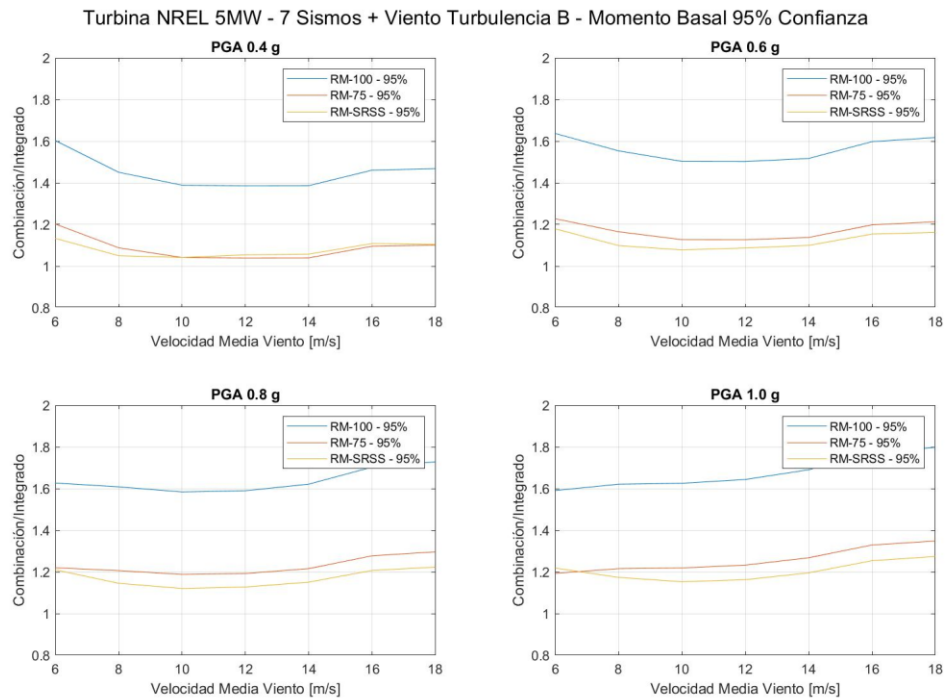 Turbina NREL 5MW - 7 Sismos + Viento Turbulencia B - Momento Basal 95% Confianza
PGA 0.4 g
2
1.8
1.6
1.4
1.2
1
0.8
Combinación/Integrado
RM-100 - 95%
RM-75 - 95%
RM-SRSS - 95%
6 8 10 12 14 16 18
Velocidad Media Viento [m/s]
PGA 0.6 g
2
1.8
1.6
1.4
1.2
1
0.8
Combinación/Integrado
RM-100 - 95%
RM-75 - 95%
RM-SRSS - 95%
6 8 10 12 14 16 18
Velocidad Media Viento [m/s]
PGA 0.8 g
2
1.8
1.6
1.4
1.2
1
0.8
Combinación/Integrado
RM-100 - 95%
RM-75 - 95%
RM-SRSS - 95%
6 8 10 12 14 16 18
Velocidad Media Viento [m/s]
PGA 1.0 g
2
1.8
1.6
1.4
1.2
1
0.8
Combinación/Integrado
RM-100 - 95%
RM-75 - 95%
RM-SRSS - 95%
6 8 10 12 14 16 18
Velocidad Media Viento [m/s]